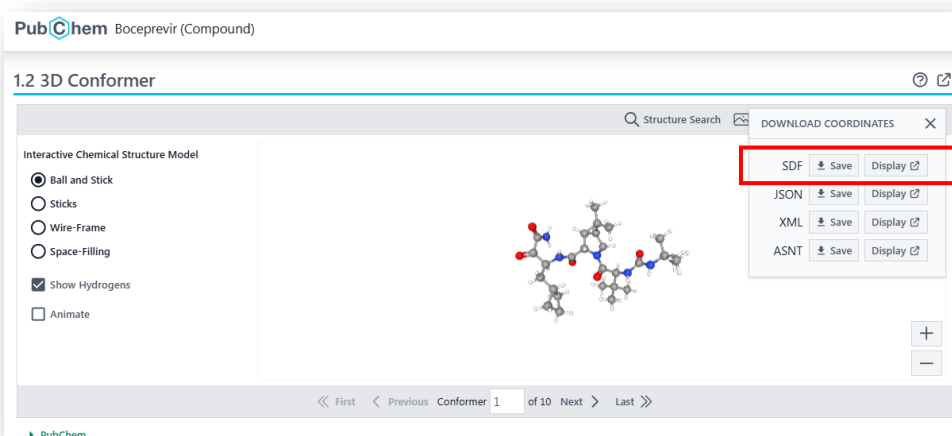 PubChem Boceprevir (Compound)
1.2 3D Conformer
Structure Search
DOWNLOAD COORDINATES
Interactive Chemical Structure Model
Ball and Stick
Sticks
Wire-Frame
Space-Filling
Show Hydrogens
Animate
SDF Save Display
JSON Save Display
XML Save Display
ASNT Save Display
First Previous Conformer 1 of 10 Next Last
PubChem